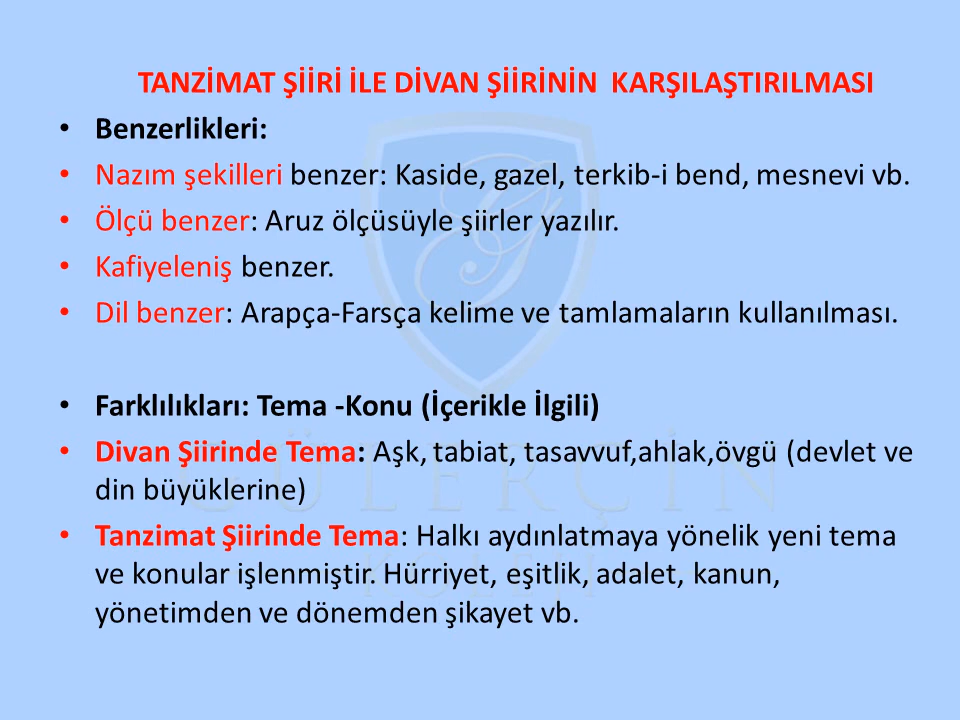 TANZİMAT ŞİİRİ İLE DİVAN ŞİİRİNİN KARŞILAŞTIRILMASI
• Benzerlikleri:
• Nazım şekilleri benzer: Kaside, gazel, terkib-i bend, mesnevi vb.
• Ölçü benzer: Aruz ölçüsüyle şiirler yazılır.
• Kafiyeleniş benzer.
• Dil benzer: Arapça-Farsça kelime ve tamlamaların kullanılması.
• Farklılıkları: Tema -Konu (İçerikle İlgili)
• Divan Şiirinde Tema: Aşk, tabiat, tasavvuf,ahlak,övgü (devlet ve
din büyüklerine)
• Tanzimat Şiirinde Tema: Halkı aydınlatmaya yönelik yeni tema
ve konular işlenmiştir. Hürriyet, eşitlik, adalet, kanun,
yönetimden ve dönemden şikayet vb.
GÜLERÇİN
KOLEJİ